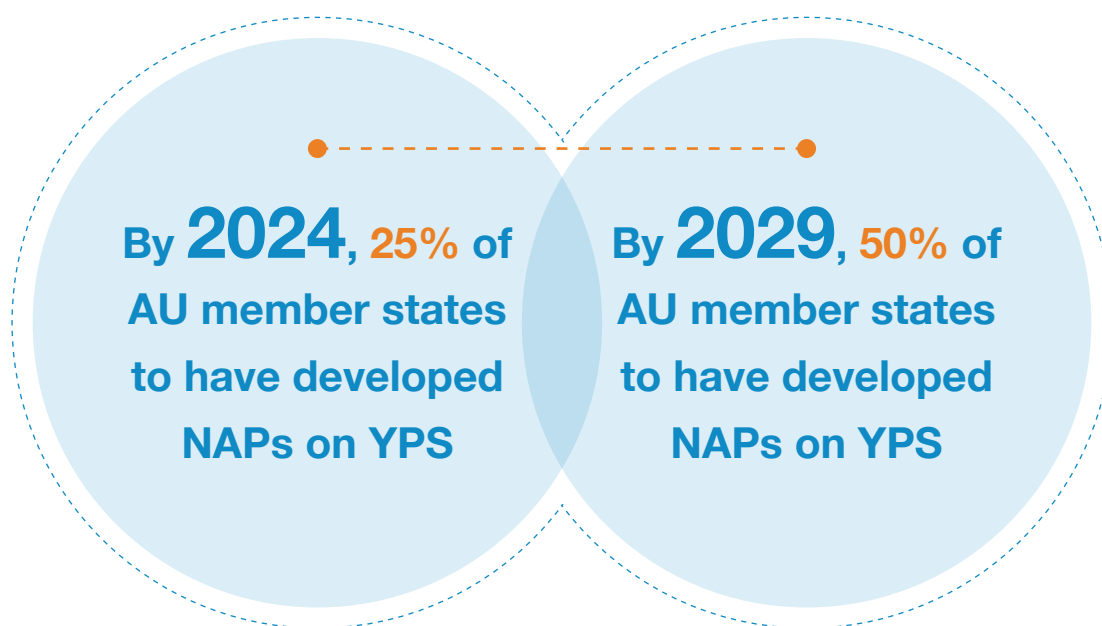 By 2024, 25% of
AU member states
to have developed
NAPs on YPS
By 2029, 50% of
AU member states
to have developed
NAPs on YPS